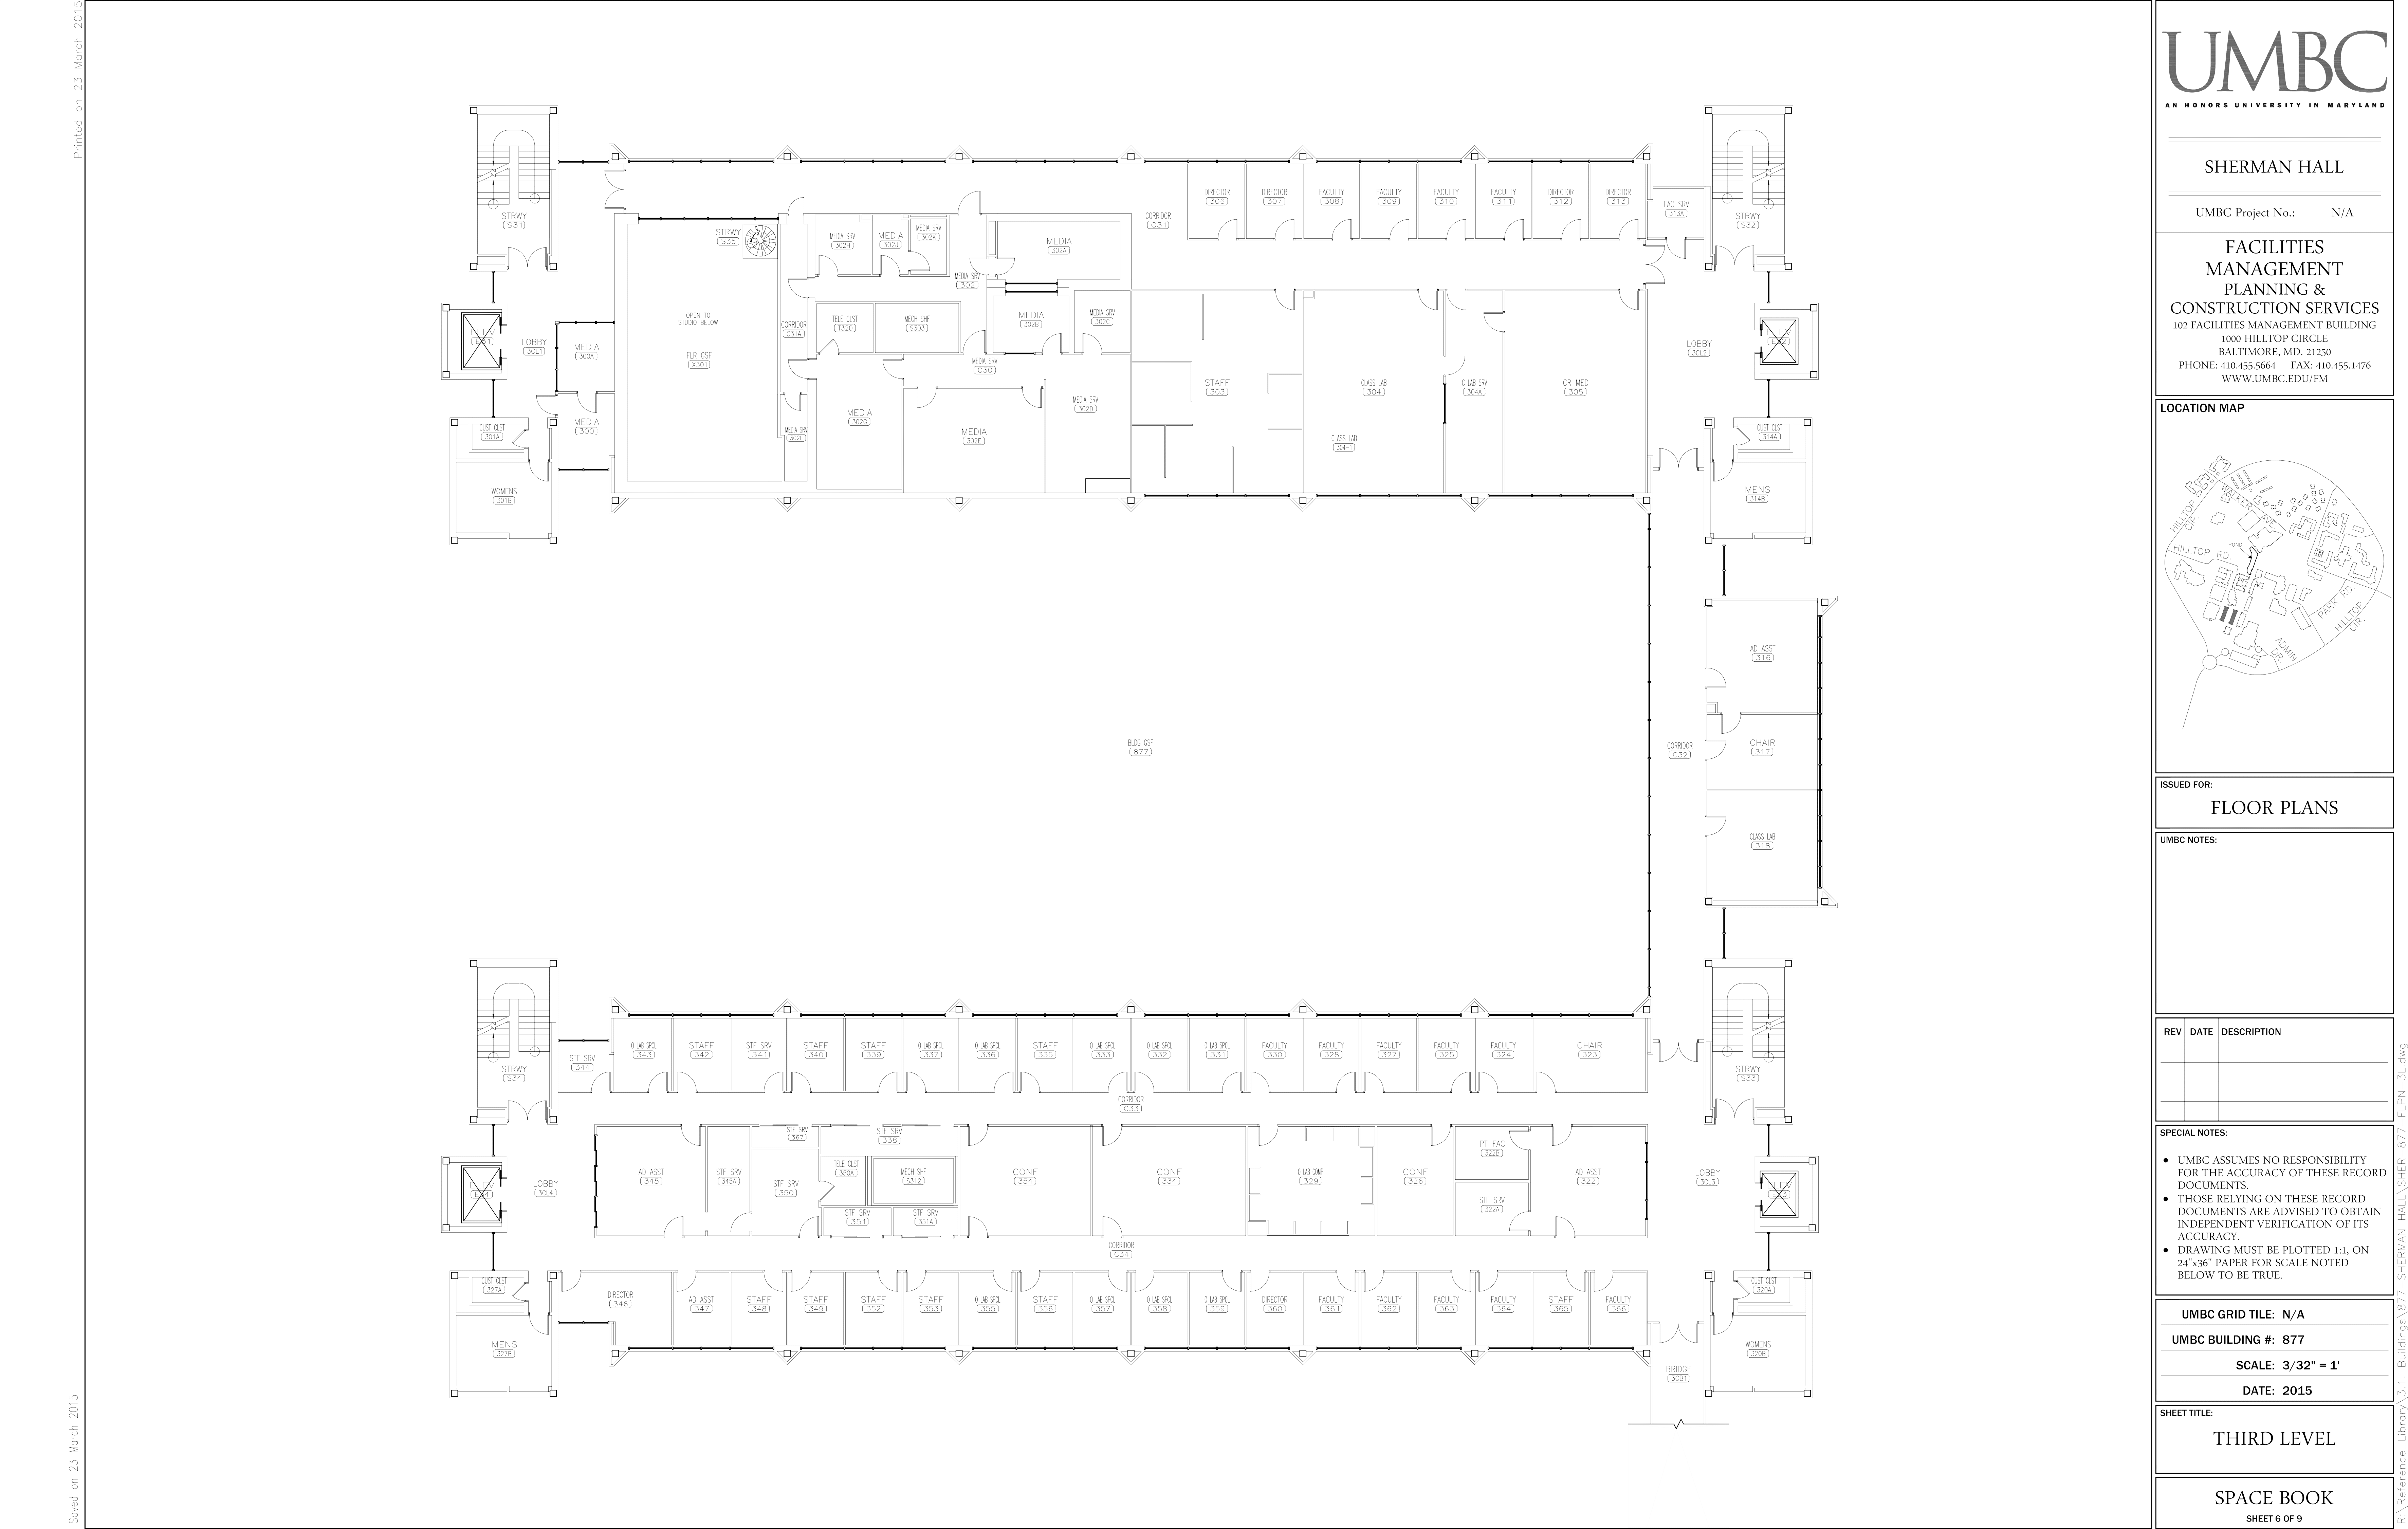 Printed on 23 March 2015
Saved on 23 March 2015
STRWY
S31
STRWY
S35
MEDIA SRV
302H
MEDIA
302J
MEDIA SRV
302K
MEDIA
302A
CORRIDOR
C31
DIRECTOR
306
DIRECTOR
307
FACULTY
308
FACULTY
309
FACULTY
310
FACULTY
311
DIRECTOR
312
DIRECTOR
313
FAC SRV
313A
STRWY
S32
MEDIA SRV
302
OPEN TO
STUDIO BELOW
CORRIDOR
C31A
TELE CLST
T320
MECH SHF
S303
MEDIA
302B
MEDIA SRV
302C
ELEV
LOBBY
3CL1
MEDIA
300A
FLR GSF
X301
MEDIA SRV
C30
STAFF
303
CLASS LAB
304
C LAB SRV
304A
CR MED
305
LOBBY
3CL2
ELEV
CUST CLST
301A
MEDIA
300
MEDIA SRV
302L
MEDIA
302G
MEDIA
302E
MEDIA SRV
302D
CLASS LAB
304-1
CUST CLST
314A
WOMENS
301B
MENS
314B
AD ASST
316
BLDG GSF
877
CORRIDOR
C32
CHAIR
317
CLASS LAB
318
STRWY
S34
STF SRV
344
O LAB SPCL
343
STAFF
342
STF SRV
341
STAFF
340
STAFF
339
O LAB SPCL
337
O LAB SPCL
336
STAFF
335
O LAB SPCL
333
O LAB SPCL
332
O LAB SPCL
331
FACULTY
330
FACULTY
328
FACULTY
327
FACULTY
325
FACULTY
324
CHAIR
323
STRWY
S33
CORRIDOR
C33
ELEV
LOBBY
3CL4
AD ASST
345
STF SRV
345A
STF SRV
367
STF SRV
350
STF SRV
338
TELE CLST
350A
MECH SHF
S312
STF SRV
351
STF SRV
351A
CONF
354
CONF
334
O LAB COMP
329
CONF
326
PT FAC
322B
STF SRV
322A
AD ASST
322
LOBBY
3CL3
ELEV
CORRIDOR
C34
CUST CLST
327A
MENS
327B
DIRECTOR
346
AD ASST
347
STAFF
348
STAFF
349
STAFF
352
STAFF
353
O LAB SPCL
355
STAFF
356
O LAB SPCL
357
O LAB SPCL
358
O LAB SPCL
359
DIRECTOR
360
FACULTY
361
FACULTY
362
FACULTY
363
FACULTY
364
STAFF
365
FACULTY
366
BRIDGE
3CB1
CUST CLST
320A
WOMENS
320B
UMBC
AN HONORS UNIVERSITY IN MARYLAND
SHERMAN HALL
UMBC Project No.: N/A
FACILITIES
MANAGEMENT
PLANNING &
CONSTRUCTION SERVICES
102 FACILITIES MANAGEMENT BUILDING
1000 HILLTOP CIRCLE
BALTIMORE, MD. 21250
PHONE: 410.455.5664 FAX: 410.455.1476
WWW.UMBC.EDU/FM
LOCATION MAP
HILLTOP
CIR.
WALKER AVE
POND
HILLTOP RD.
PARK RD.
HILLTOP
CIR.
ADMIN
DR.
ISSUED FOR:
FLOOR PLANS
UMBC NOTES:
REV DATE DESCRIPTION
SPECIAL NOTES:
● UMBC ASSUMES NO RESPONSIBILITY
FOR THE ACCURACY OF THESE RECORD
DOCUMENTS.
● THOSE RELYING ON THESE RECORD
DOCUMENTS ARE ADVISED TO OBTAIN
INDEPENDENT VERIFICATION OF ITS
ACCURACY.
● DRAWING MUST BE PLOTTED 1:1, ON
24"x36" PAPER FOR SCALE NOTED
BELOW TO BE TRUE.
UMBC GRID TILE: N/A
UMBC BUILDING #: 877
SCALE: 3/32" = 1'
DATE: 2015
SHEET TITLE:
THIRD LEVEL
SPACE BOOK
SHEET 6 OF 9
R:\Reference_Library\3.1. Buildings\877-SHERMAN HALL\SHER-877-FLPN-3L.dwg